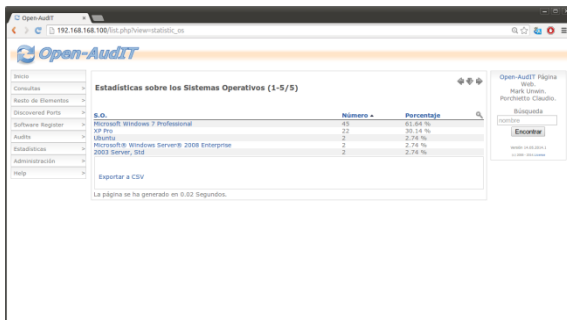 Open-AudIT
192.168.168.100/list.php?view=statistic_os
Open-AudIT
Inicio
Consultas
Resto de Elementos
Discovered Ports
Software Register
Audits
Estadísticas
Administración
Help
Estadísticas sobre los Sistemas Operativos (1-5/5)
S.O. Número Porcentaje
Microsoft Windows 7 Professional 45 61.64 %
XP Pro 22 30.14 %
Ubuntu 2 2.74 %
Microsoft® Windows Server® 2008 Enterprise 2 2.74 %
2003 Server, Std 2 2.74 %
Exportar a CSV
La página se ha generado en 0.02 Segundos.
Open-AudIT Página
Web.
Mark Unwin.
Porchietto Claudio.
Búsqueda
nombre
Encontrar